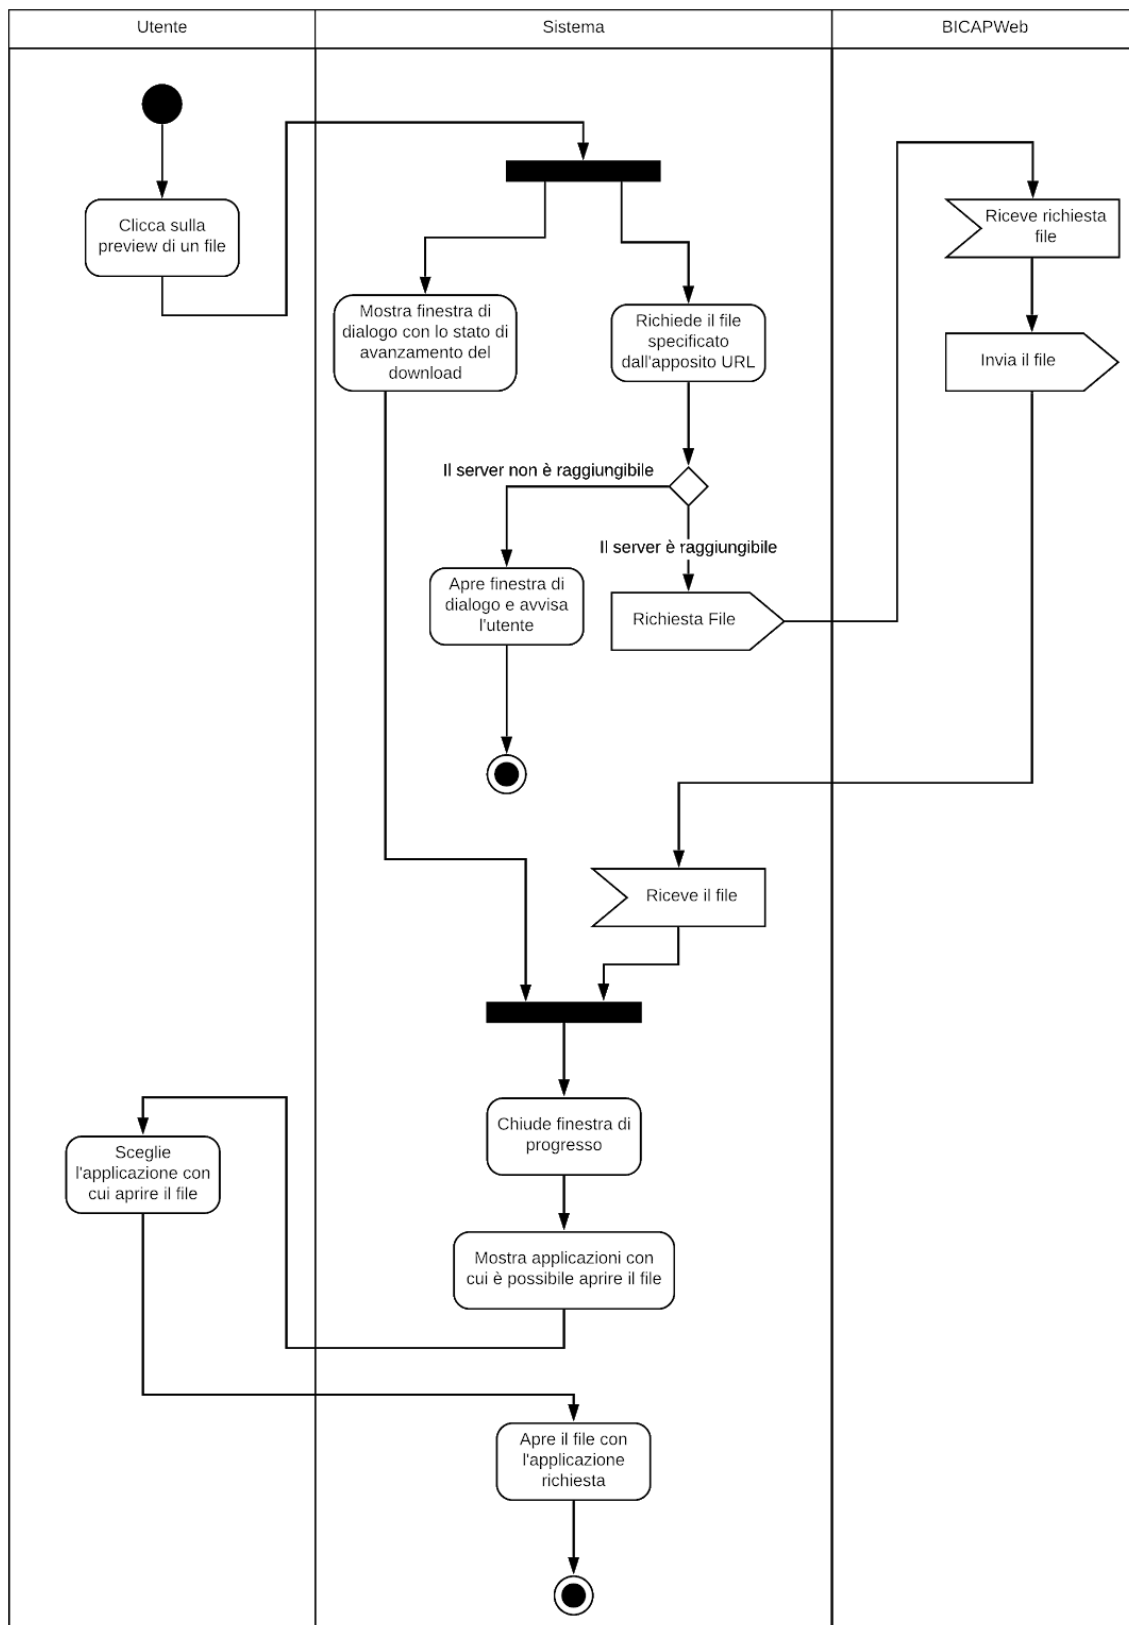 Utente
Sistema
BICAPWeb
Clicca sulla
preview di un file
Riceve richiesta
file
Mostra finestra di
dialogo con lo stato di
avanzamento del
download
Richiede il file
specificato
dall'apposito URL
Invia il file
Il server non è raggiungibile
Il server è raggiungibile
Apre finestra di
dialogo e avvisa
l'utente
Richiesta File
Riceve il file
Chiude finestra di
progresso
Sceglie
l'applicazione con
cui aprire il file
Mostra applicazioni con
cui è possibile aprire il file
Apre il file con
l'applicazione
richiesta